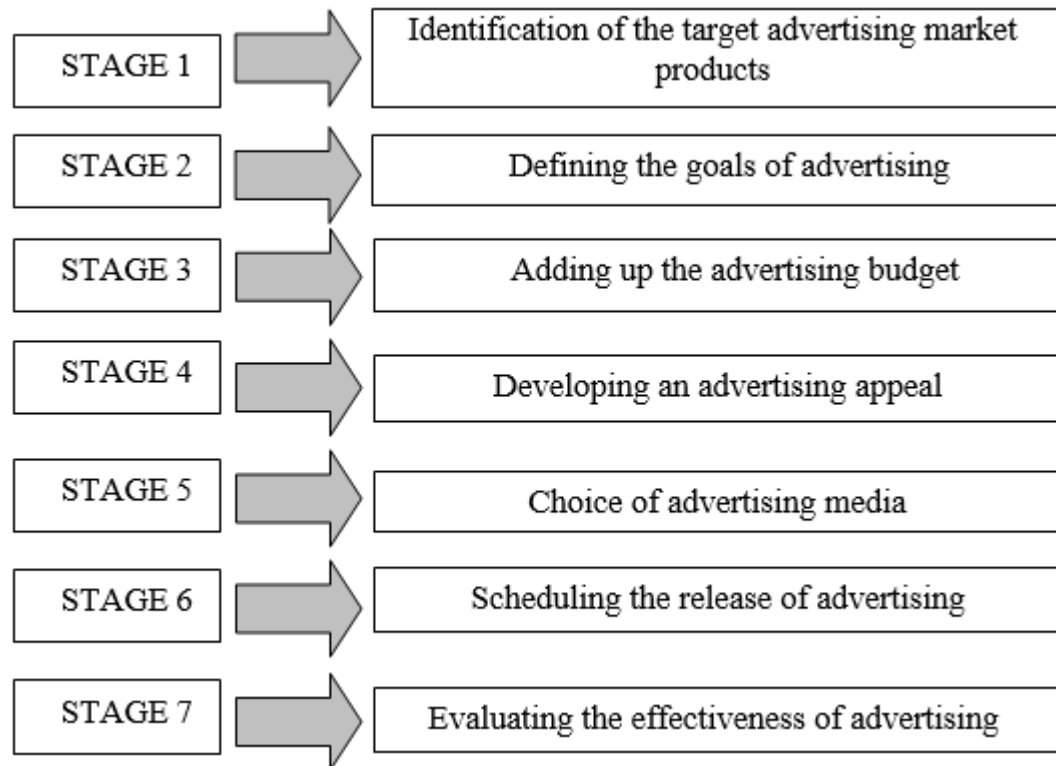 STAGE 1
Identification of the target advertising market
products
STAGE 2
Defining the goals of advertising
STAGE 3
Adding up the advertising budget
STAGE 4
Developing an advertising appeal
STAGE 5
Choice of advertising media
STAGE 6
Scheduling the release of advertising
STAGE 7
Evaluating the effectiveness of advertising